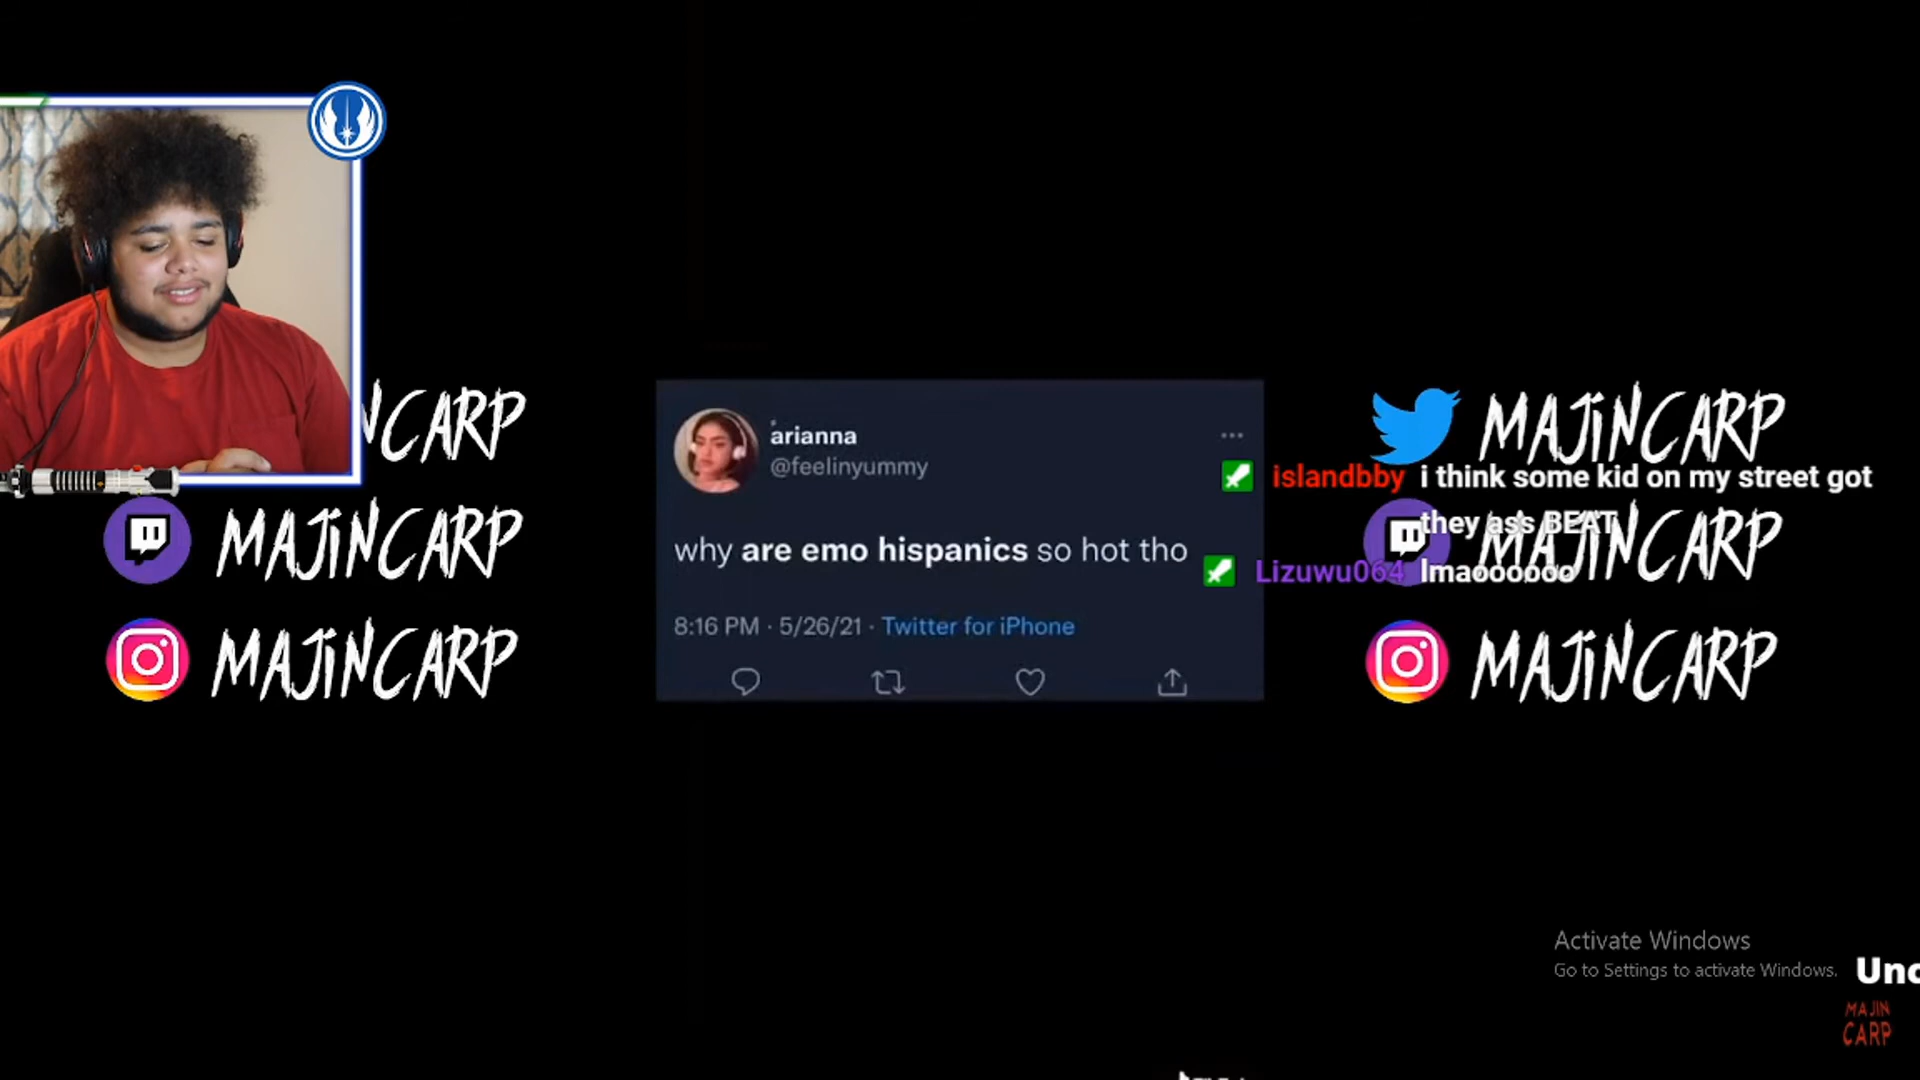 NCARP
MAJINCARP
MAJINCARP
arianna
@feelinyummy
why are emo hispanics so hot tho
8:16 PM · 5/26/21 · Twitter for iPhone
MAJINCARP
islandbby i think some kid on my street got
they ass BEAT
MAJINCARP
Lizuwu064 lmaoooooo
MAJINCARP
Activate Windows
Go to Settings to activate Windows.
Unc
MAJIN
CARP